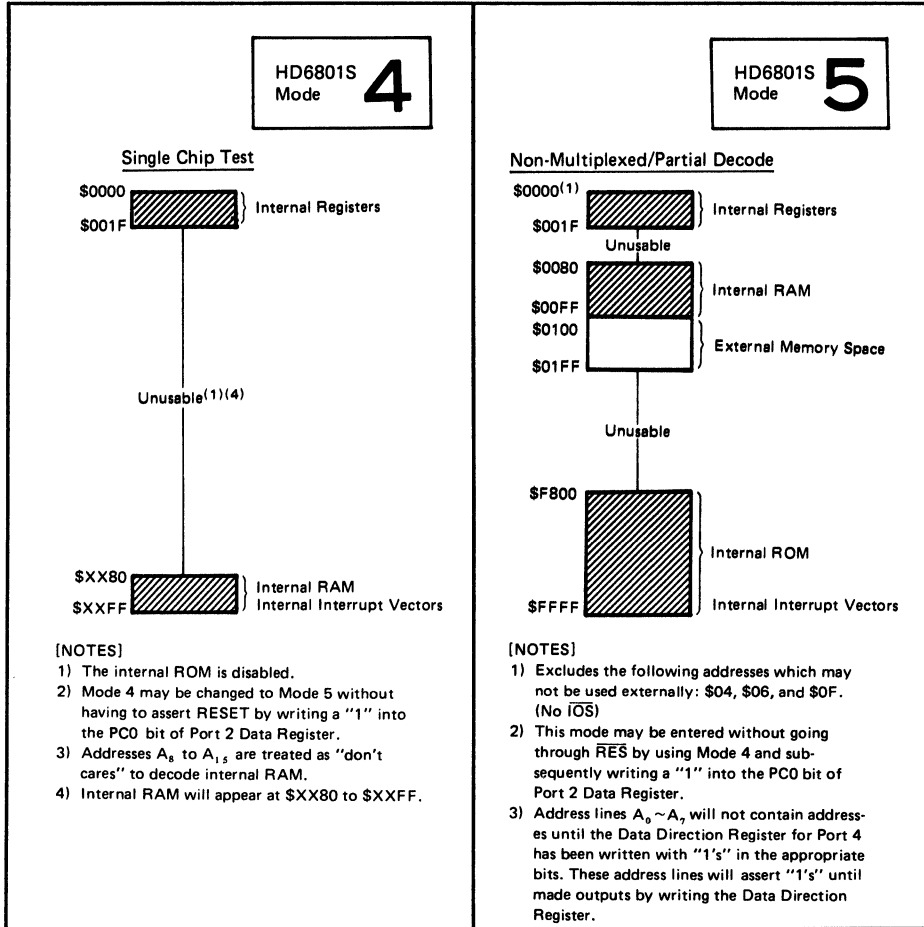 HD6801S
Mode 4
Single Chip Test
$0000
Internal Registers
$001F
Unusable(1)(4)
$XX80
Internal RAM
$XXFF
Internal Interrupt Vectors
[NOTES]
1) The internal ROM is disabled.
2) Mode 4 may be changed to Mode 5 without
having to assert RESET by writing a "1" into
the PC0 bit of Port 2 Data Register.
3) Addresses A₈ to A₁₅ are treated as "don't
cares" to decode internal RAM.
4) Internal RAM will appear at $XX80 to $XXFF.
HD6801S
Mode 5
Non-Multiplexed/Partial Decode
$0000(1)
Internal Registers
$001F
Unusable
$0080
Internal RAM
$00FF
$0100
External Memory Space
$01FF
Unusable
$F800
Internal ROM
$FFFF
Internal Interrupt Vectors
[NOTES]
1) Excludes the following addresses which may
not be used externally: $04, $06, and $0F.
(No I̅O̅S̅)
2) This mode may be entered without going
through R̅E̅S̅ by using Mode 4 and sub-
sequently writing a "1" into the PC0 bit of
Port 2 Data Register.
3) Address lines A₀~A₇ will not contain address-
es until the Data Direction Register for Port 4
has been written with "1's" in the appropriate
bits. These address lines will assert "1's" until
made outputs by writing the Data Direction
Register.